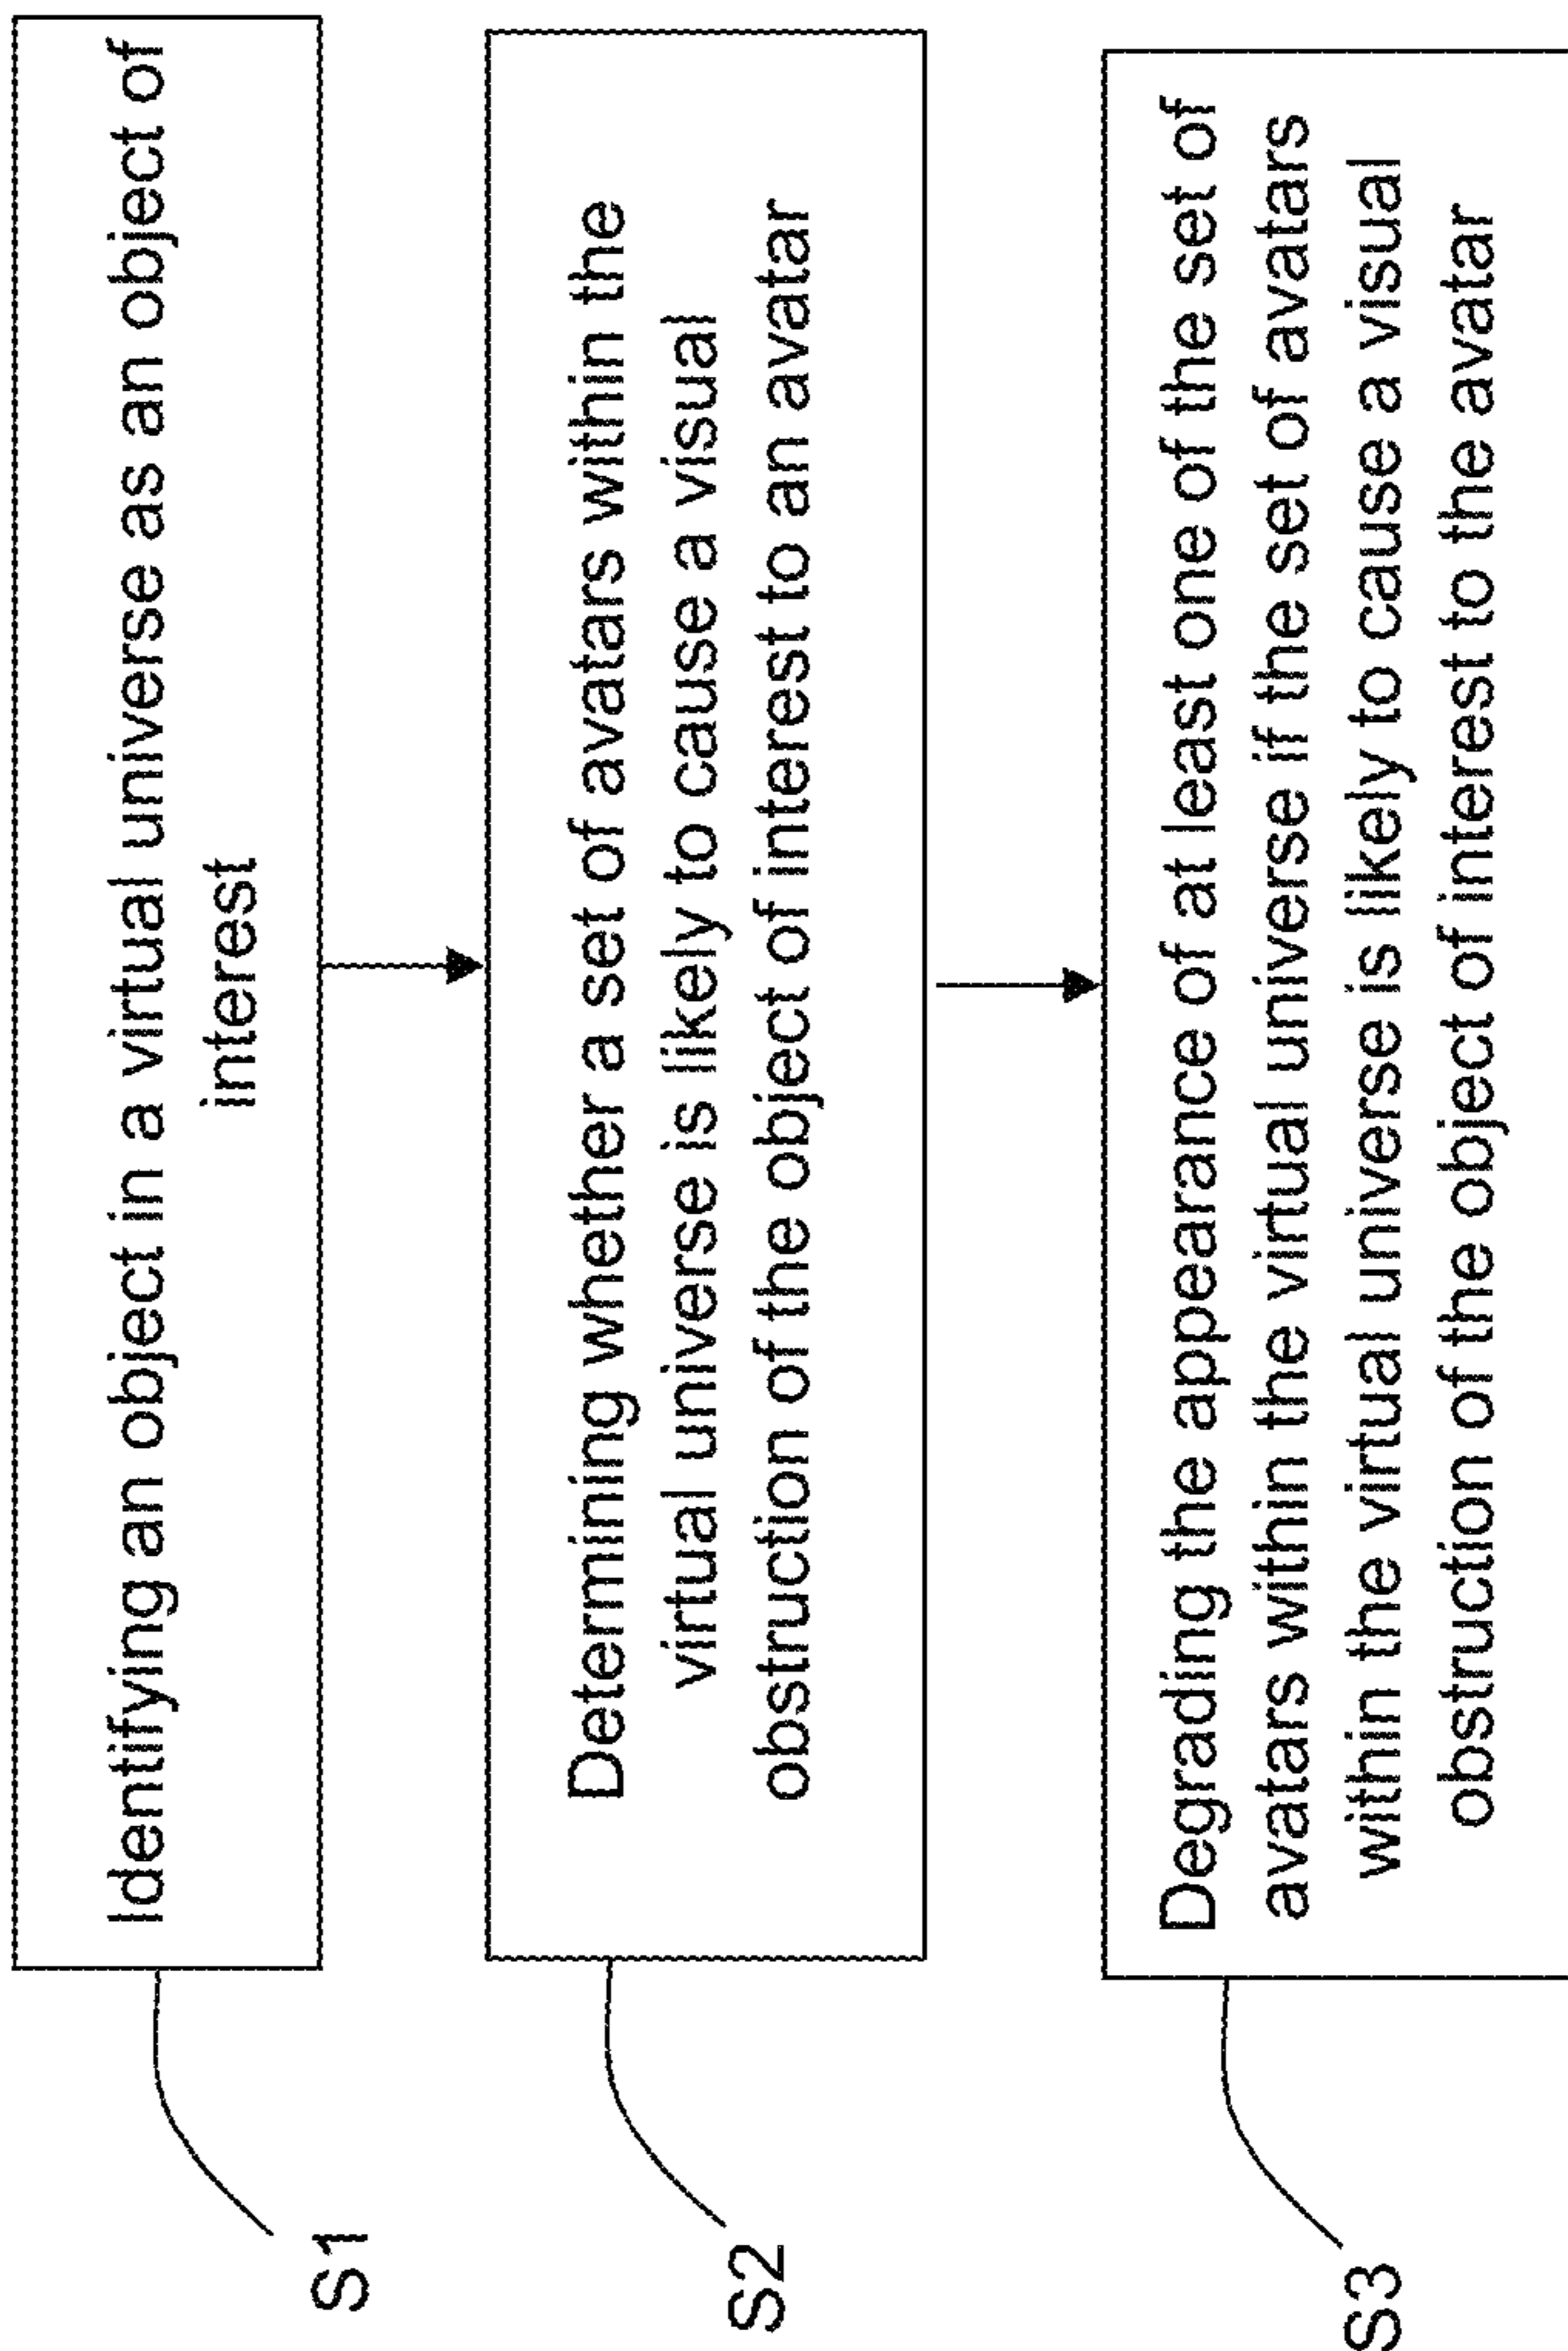 Identifying an object in a virtual universe as an object of
interest
S1
Determining whether a set of avatars within the
virtual universe is likely to cause a visual
obstruction of the object of interest to an avatar
S2
Degrading the appearance of at least one of the set of
avatars within the virtual universe if the set of avatars
within the virtual universe is likely to cause a visual
obstruction of the object of interest to the avatar
S3